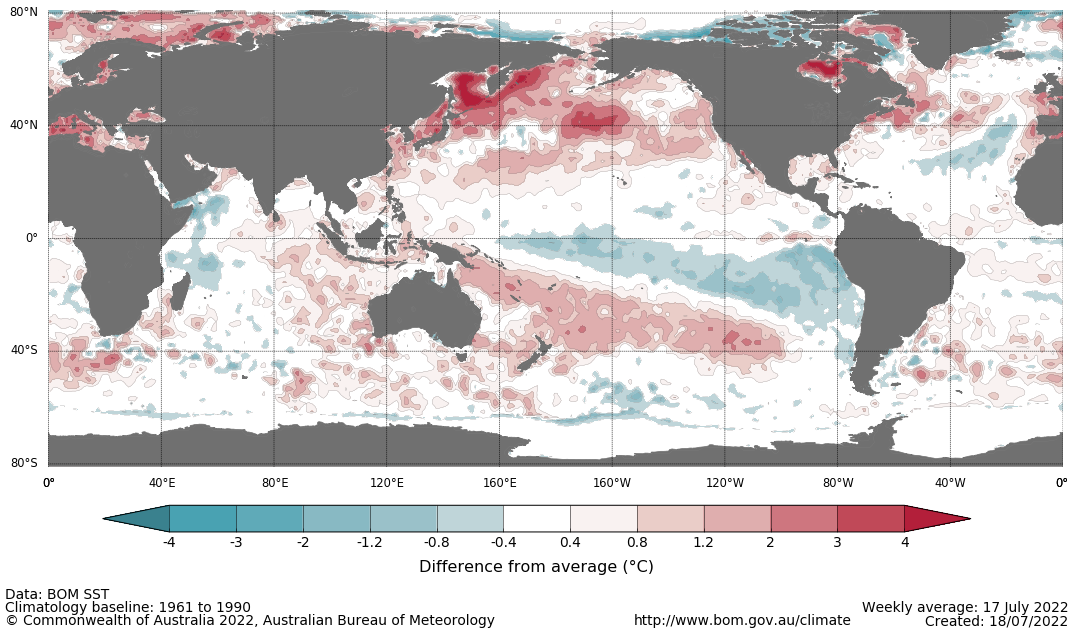 80°N
40°N
0°
40°S
80°S
0° 40°E 80°E 120°E 160°E 160°W 120°W 80°W 40°W 0°
-4 -3 -2 -1.2 -0.8 -0.4 0.4 0.8 1.2 2 3 4
Difference from average (°C)
Data: BOM SST
Climatology baseline: 1961 to 1990
© Commonwealth of Australia 2022, Australian Bureau of Meteorology
http://www.bom.gov.au/climate
Weekly average: 17 July 2022
Created: 18/07/2022